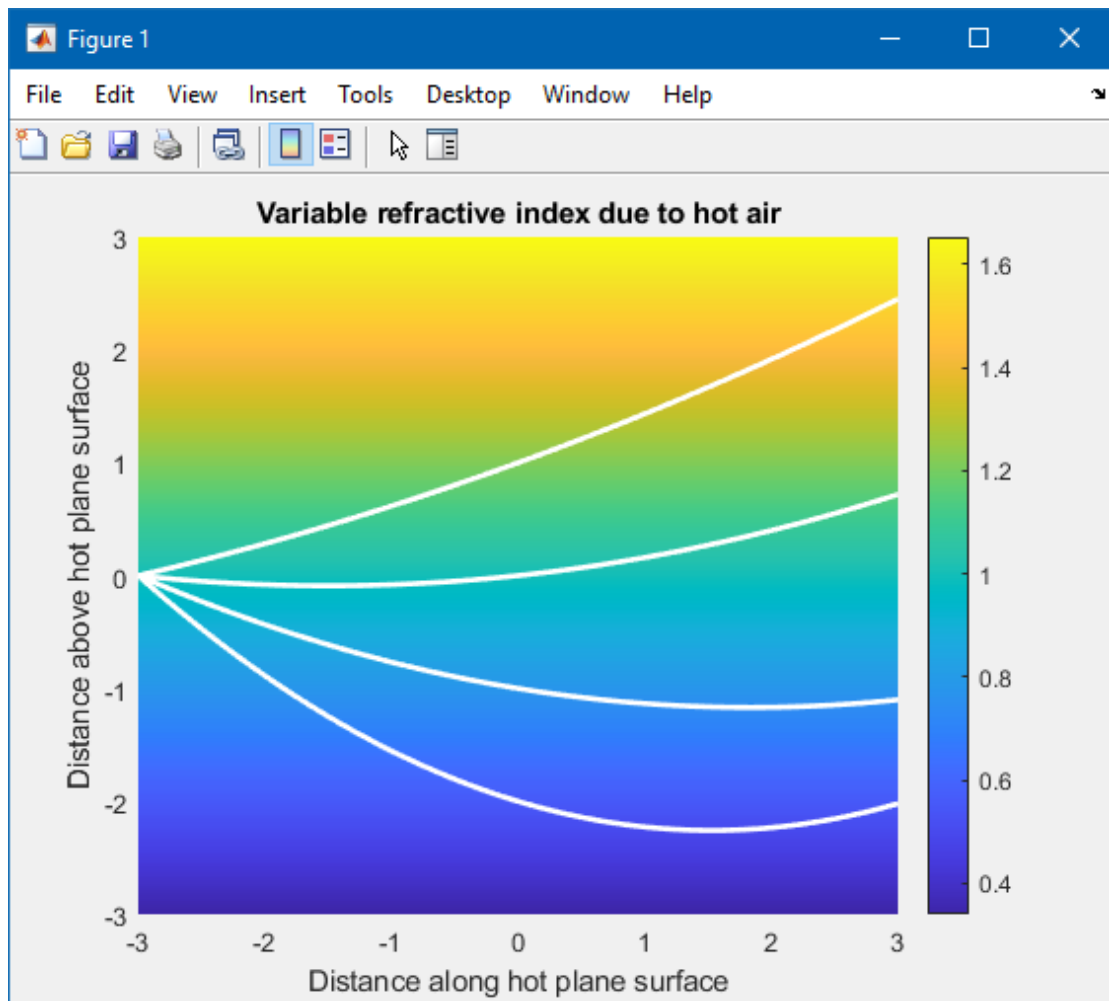 Figure 1
File Edit View Insert Tools Desktop Window Help
Variable refractive index due to hot air
Distance above hot plane surface
3
2
1
0
-1
-2
-3
-3 -2 -1 0 1 2 3
Distance along hot plane surface
1.6
1.4
1.2
1
0.8
0.6
0.4